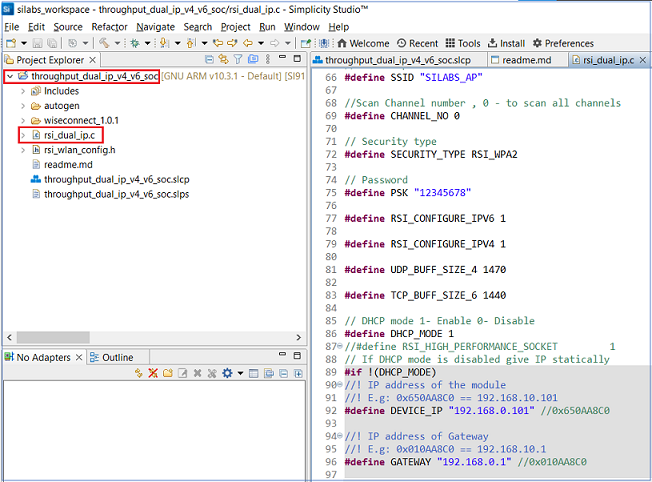 silabs_workspace - throughput_dual_ip_v4_v6_soc/rsi_dual_ip.c - Simplicity Studio™
File Edit Source Refactor Navigate Search Project Run Window Help
Welcome Recent Tools Install Preferences
Project Explorer
throughput_dual_ip_v4_v6_soc [GNU ARM v10.3.1 - Default] [SI91
Includes
autogen
wiseconnect_1.0.1
rsi_dual_ip.c
rsi_wlan_config.h
readme.md
throughput_dual_ip_v4_v6_soc.slcp
throughput_dual_ip_v4_v6_soc.slps
No Adapters Outline
throughput_dual_ip_v4_v6_soc.slcp readme.md rsi_dual_ip.c
66 #define SSID "SILABS_AP"
67
68 //Scan Channel number , 0 - to scan all channels
69 #define CHANNEL_NO 0
70
71 // Security type
72 #define SECURITY_TYPE RSI_WPA2
73
74 // Password
75 #define PSK "12345678"
76
77 #define RSI_CONFIGURE_IPV6 1
78
79 #define RSI_CONFIGURE_IPV4 1
80
81 #define UDP_BUFF_SIZE_4 1470
82
83 #define TCP_BUFF_SIZE_6 1440
84
85 // DHCP mode 1- Enable 0- Disable
86 #define DHCP_MODE 1
87 //#define RSI_HIGH_PERFORMANCE_SOCKET 1
88 // If DHCP mode is disabled give IP statically
89 #if !(DHCP_MODE)
90 //! IP address of the module
91 //! E.g: 0x650AA8C0 == 192.168.10.101
92 #define DEVICE_IP "192.168.0.101" //0x650AA8C0
93
94 //! IP address of Gateway
95 //! E.g: 0x010AA8C0 == 192.168.10.1
96 #define GATEWAY "192.168.0.1" //0x010AA8C0
97